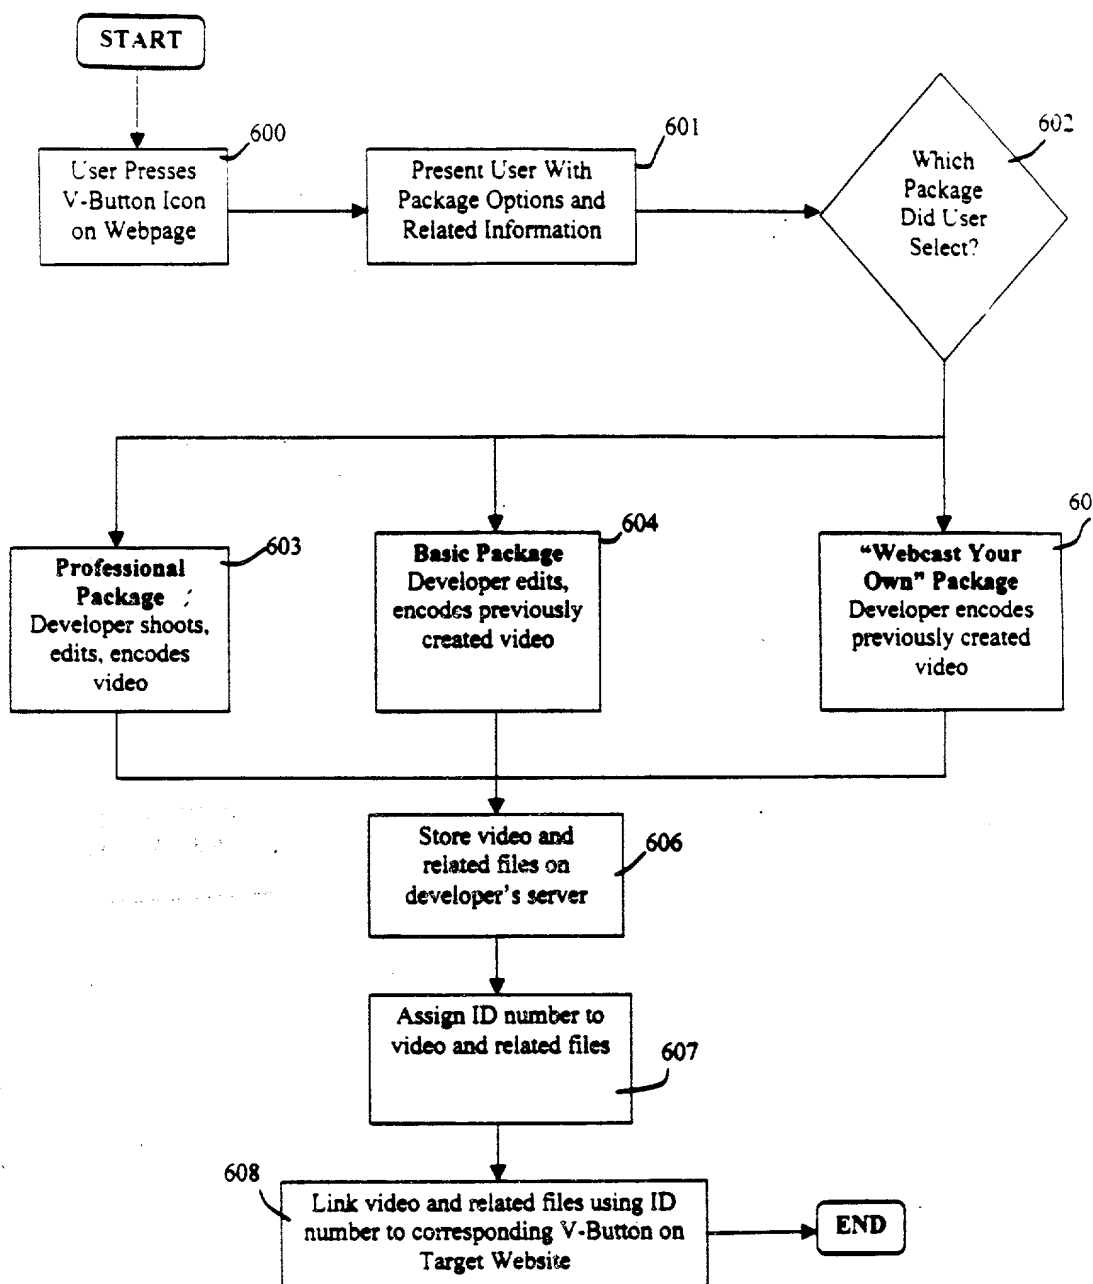 START
600
User Presses
V-Button Icon
on Webpage
601
Present User With
Package Options and
Related Information
602
Which
Package
Did User
Select?
603
Professional
Package
Developer shoots,
edits, encodes
video
604
Basic Package
Developer edits,
encodes previously
created video
60
“Webcast Your
Own” Package
Developer encodes
previously created
video
606
Store video and
related files on
developer’s server
607
Assign ID number to
video and related files
608
Link video and related files using ID
number to corresponding V-Button on
Target Website
END